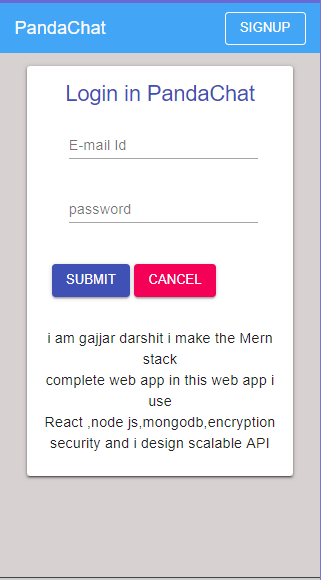 PandaChat SIGNUP
Login in PandaChat
E-mail Id
password
SUBMIT CANCEL
i am gajjar darshit i make the Mern
stack
complete web app in this web app i
use
React ,node js,mongodb,encryption
security and i design scalable API